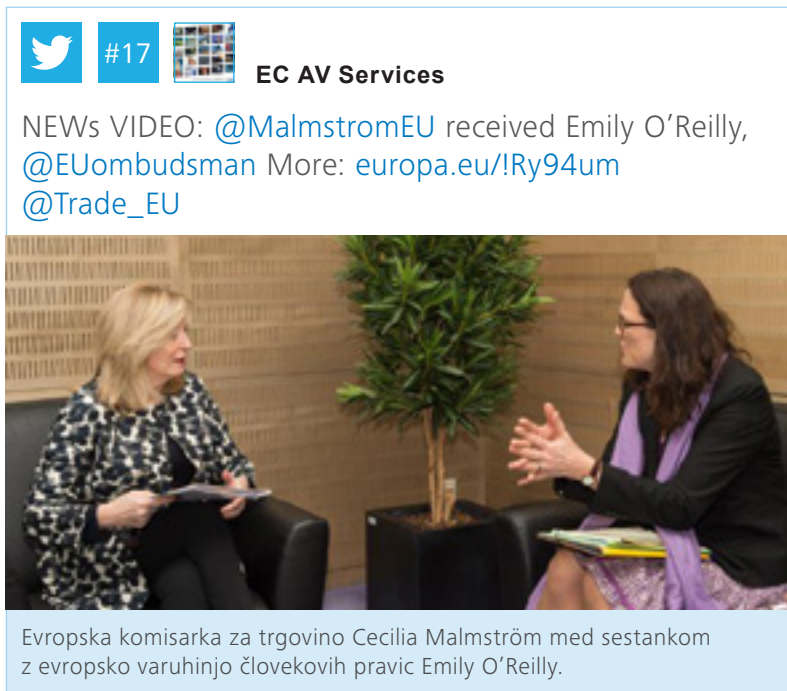 #17
EC AV Services
NEWs VIDEO: @MalmstromEU received Emily O’Reilly,
@EUombudsman More: europa.eu/!Ry94um
@Trade_EU
Evropska komisarka za trgovino Cecilia Malmström med sestankom
z evropsko varuhinjo človekovih pravic Emily O’Reilly.